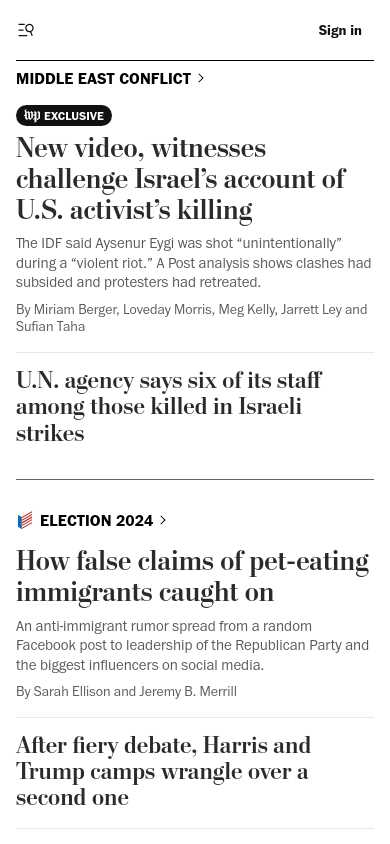 Sign in
MIDDLE EAST CONFLICT
wp EXCLUSIVE
New video, witnesses
challenge Israel’s account of
U.S. activist’s killing
The IDF said Aysenur Eygi was shot “unintentionally”
during a “violent riot.” A Post analysis shows clashes had
subsided and protesters had retreated.
By Miriam Berger, Loveday Morris, Meg Kelly, Jarrett Ley and
Sufian Taha
U.N. agency says six of its staff
among those killed in Israeli
strikes
ELECTION 2024
How false claims of pet-eating
immigrants caught on
An anti-immigrant rumor spread from a random
Facebook post to leadership of the Republican Party and
the biggest influencers on social media.
By Sarah Ellison and Jeremy B. Merrill
After fiery debate, Harris and
Trump camps wrangle over a
second one